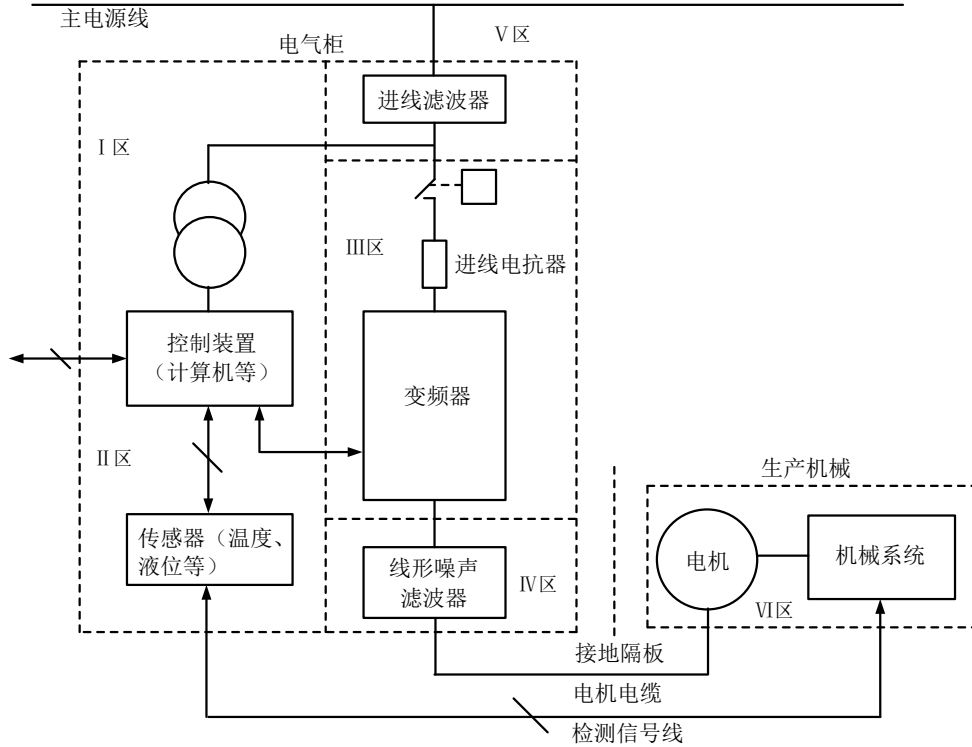 主电源线
电气柜
Ⅴ区
进线滤波器
Ⅰ区
Ⅲ区
进线电抗器
控制装置
（计算机等）
变频器
Ⅱ区
生产机械
传感器（温度、
液位等）
线形噪声
滤波器
Ⅳ区
电机
机械系统
Ⅵ区
接地隔板
电机电缆
检测信号线